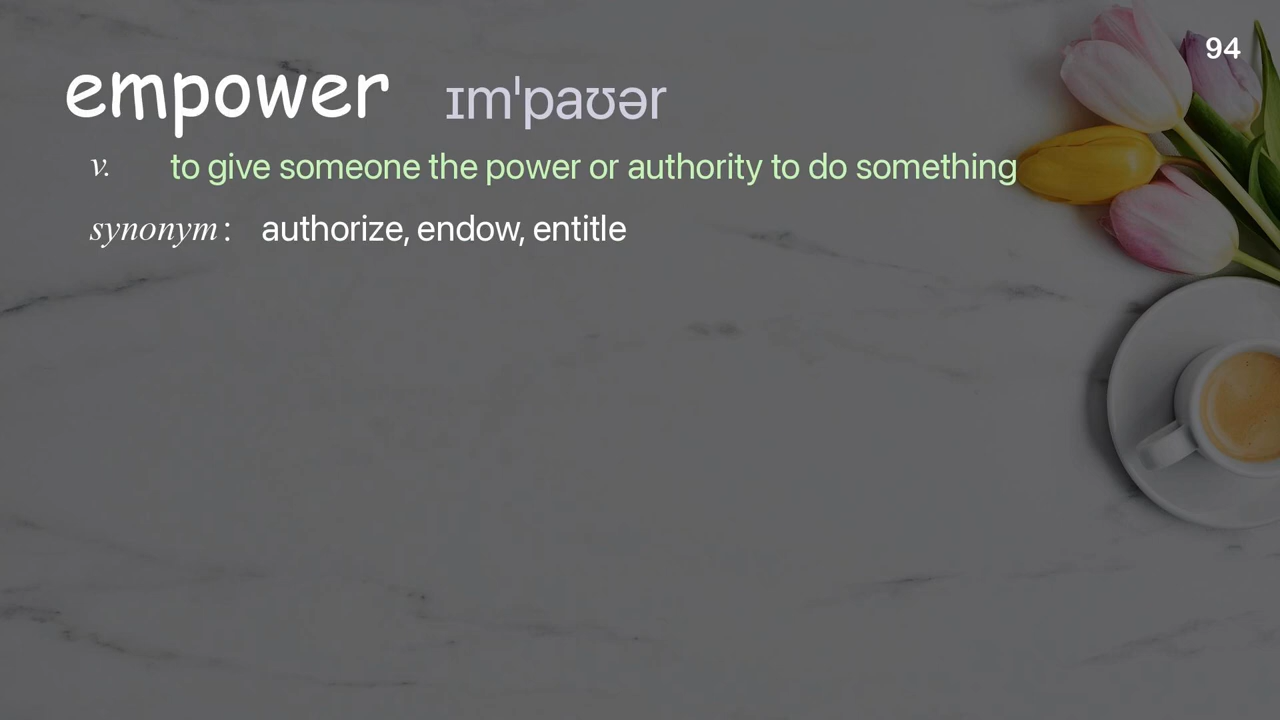 94
empower ɪmˈpaʊər
v. to give someone the power or authority to do something
synonym : authorize, endow, entitle